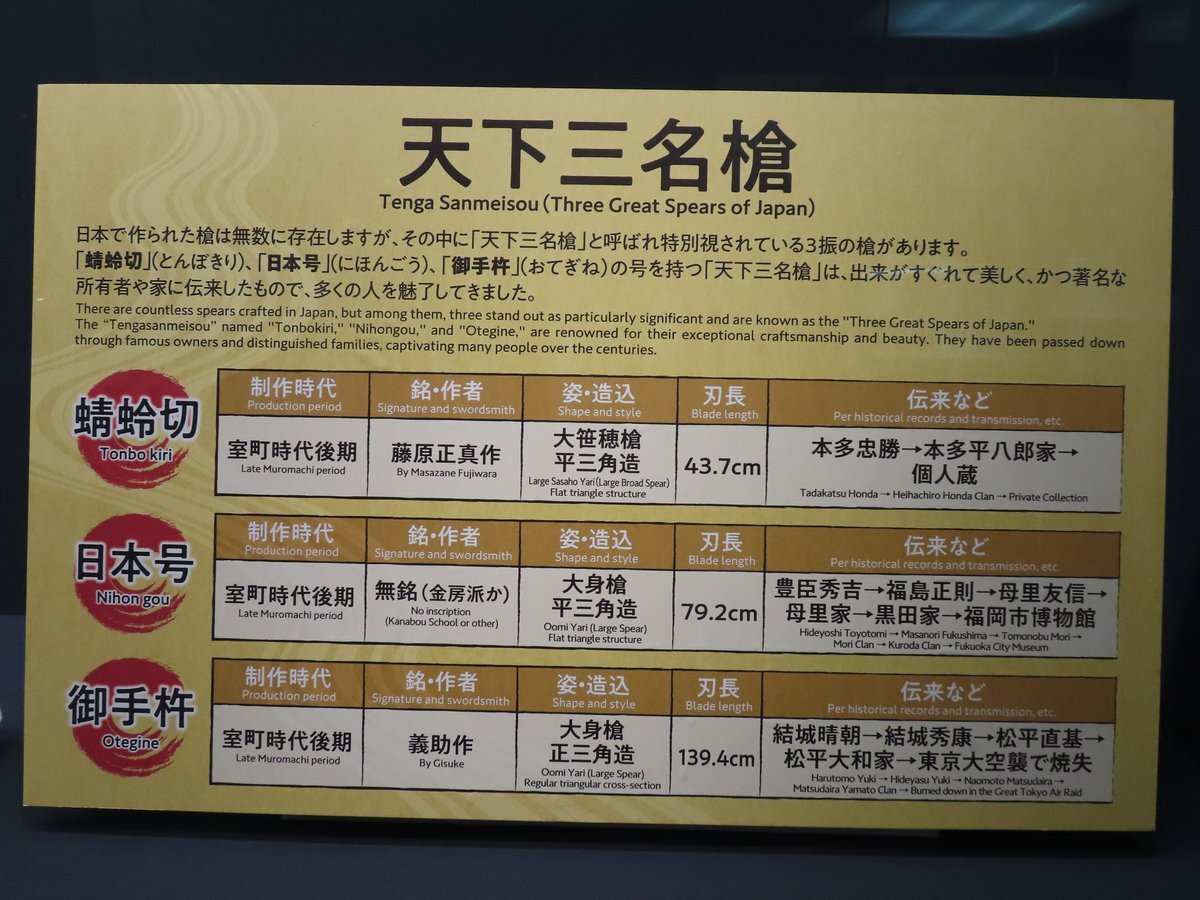 天下三名槍
Tenga Sanmeisou (Three Great Spears of Japan)
日本で作られた槍は無数に存在しますが、その中に「天下三名槍」と呼ばれ特別視されている3振の槍があります。
「蜻蛉切」(とんぼきり)、「日本号」(にほんごう)、「御手杵」(おてぎね)の号を持つ「天下三名槍」は、出来がすぐれて美しく、かつ著名な
所有者や家に伝来したもので、多くの人を魅了してきました。
There are countless spears crafted in Japan, but among them, three stand out as particularly significant and are known as the "Three Great Spears of Japan."
The "Tengasanmeisou" named "Tonbokiri," "Nihongou," and "Otegine," are renowned for their exceptional craftsmanship and beauty. They have been passed down
through famous owners and distinguished families, captivating many people over the centuries.
蜻蛉切
Tonbo kiri
制作時代 銘・作者 姿・造込 刃長 伝来など
Production period Signature and swordsmith Shape and style Blade length Per historical records and transmission, etc.
室町時代後期
Late Muromachi period
藤原正真作
By Masazane Fujiwara
大笹穂槍
平三角造
Large Sasaho Yari (Large Broad Spear)
Flat triangle structure
43.7cm
本多忠勝→本多平八郎家→
個人蔵
Tadakatsu Honda → Heihachiro Honda Clan → Private Collection
日本号
Nihon gou
制作時代 銘・作者 姿・造込 刃長 伝来など
Production period Signature and swordsmith Shape and style Blade length Per historical records and transmission, etc.
室町時代後期
Late Muromachi period
無銘(金房派か)
No inscription
(Kanabou School or other)
大身槍
平三角造
Oomi Yari (Large Spear)
Flat triangle structure
79.2cm
豊臣秀吉→福島正則→母里友信→
母里家→黒田家→福岡市博物館
Hideyoshi Toyotomi → Masanori Fukushima → Tomonobu Mori →
Mori Clan → Kuroda Clan → Fukuoka City Museum
御手杵
Otegine
制作時代 銘・作者 姿・造込 刃長 伝来など
Production period Signature and swordsmith Shape and style Blade length Per historical records and transmission, etc.
室町時代後期
Late Muromachi period
義助作
By Gisuke
大身槍
正三角造
Oomi Yari (Large Spear)
Regular triangular cross-section
139.4cm
結城晴朝→結城秀康→松平直基→
松平大和家→東京大空襲で焼失
Harutomo Yuki → Hideyasu Yuki → Naomoto Matsudaira →
Matsudaira Yamato Clan → Burned down in the Great Tokyo Air Raid